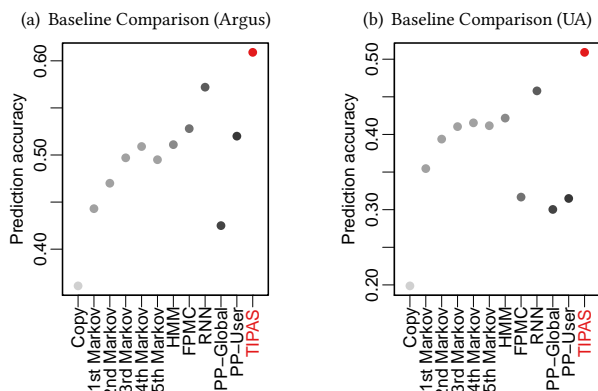 (a) Baseline Comparison (Argus)
Prediction accuracy
0.60
0.50
0.40
Copy
1st Markov
2nd Markov
3rd Markov
4th Markov
5th Markov
HMM
FPMC
RNN
PP−Global
PP−User
TIPAS
(b) Baseline Comparison (UA)
Prediction accuracy
0.50
0.40
0.30
0.20
Copy
1st Markov
2nd Markov
3rd Markov
4th Markov
5th Markov
HMM
FPMC
RNN
PP−Global
PP−User
TIPAS